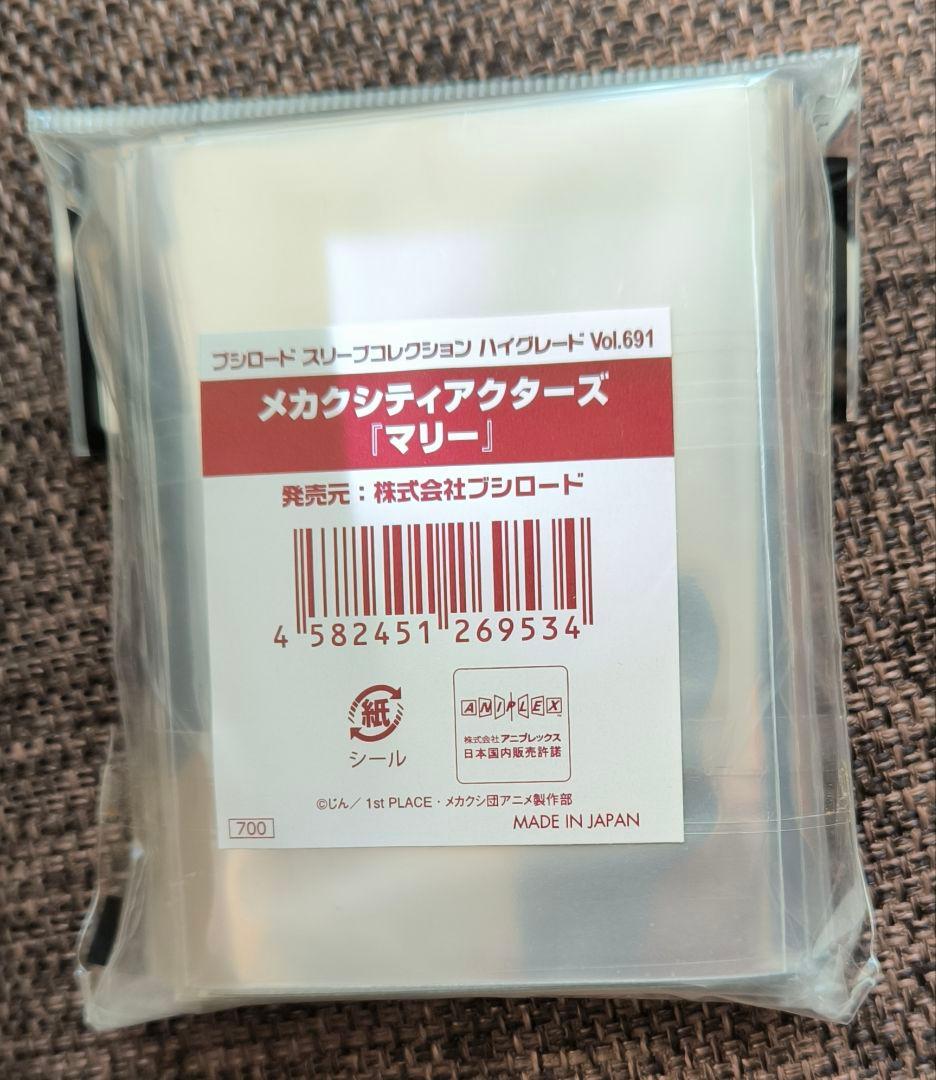 ブシロード スリーブコレクション ハイグレード Vol.691
メカクシティアクターズ
『マリー』
発売元：株式会社ブシロード
4 582451 269534
紙
シール
ANIPLEX™
株式会社アニプレックス
日本国内販売許諾
©じん／1st PLACE・メカクシ団アニメ製作部
700
MADE IN JAPAN